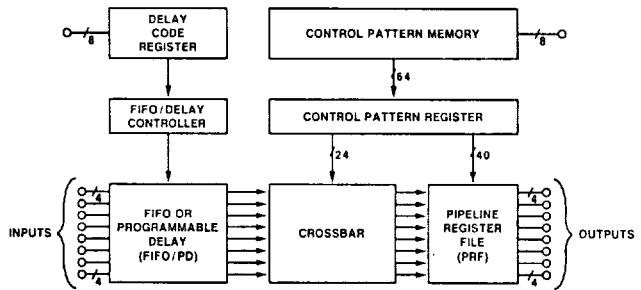 DELAY
CODE
REGISTER
8
CONTROL PATTERN MEMORY
8
64
FIFO/DELAY
CONTROLLER
CONTROL PATTERN REGISTER
24
40
INPUTS
4
4
FIFO OR
PROGRAMMABLE
DELAY
(FIFO/PD)
CROSSBAR
PIPELINE
REGISTER
FILE
(PRF)
4
4
OUTPUTS